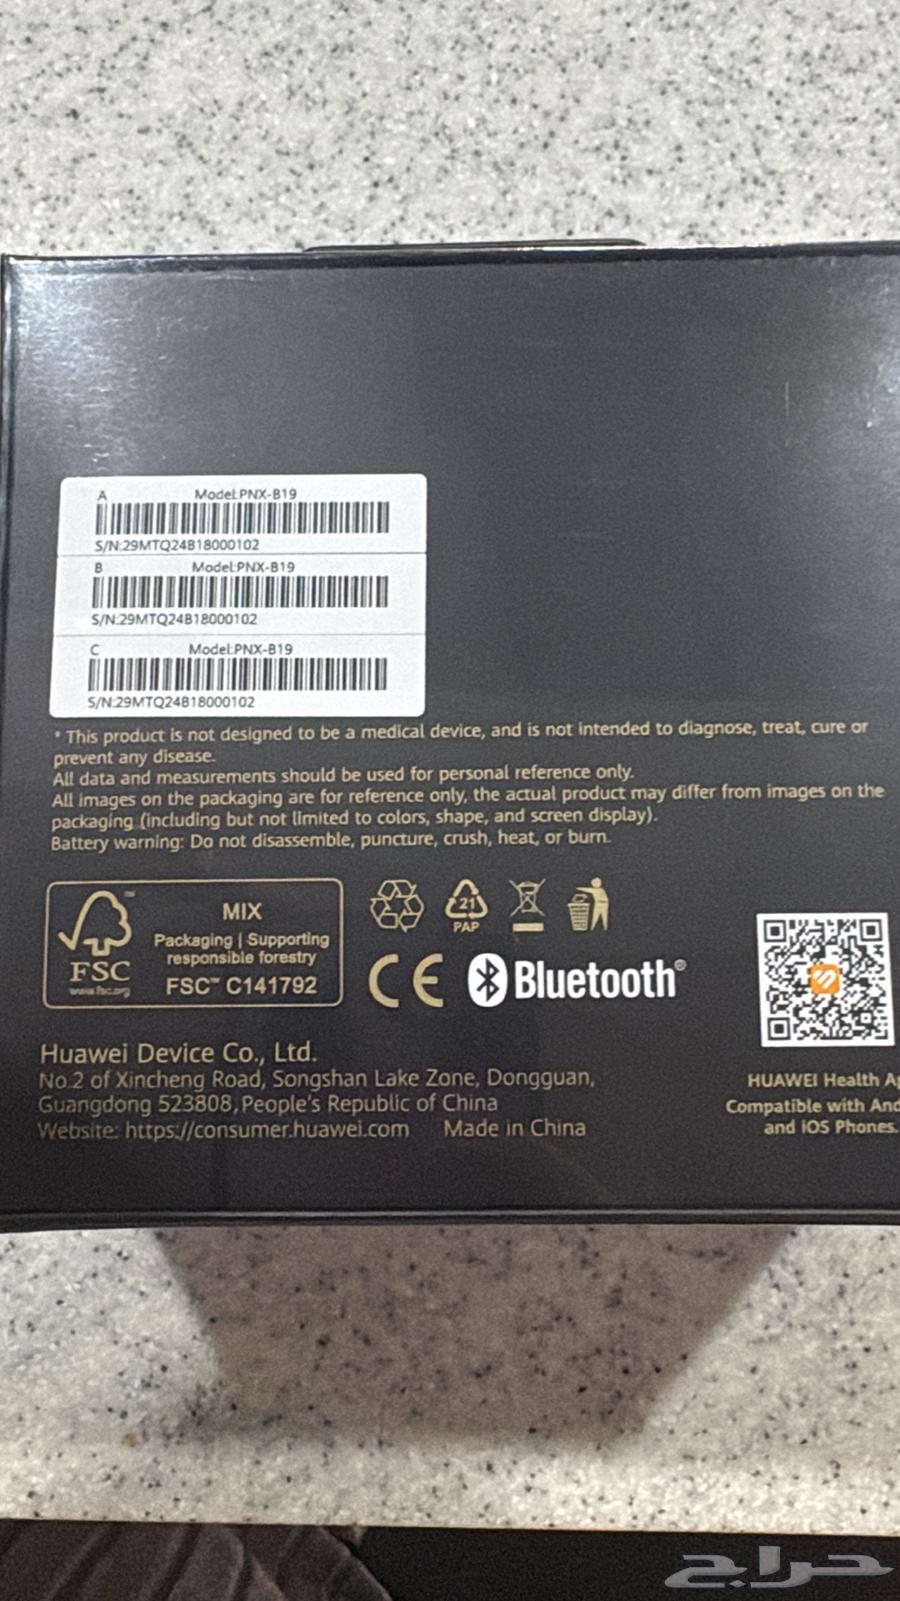 A Model:PNX-B19
S/N:29MTQ24B18000102
B Model:PNX-B19
S/N:29MTQ24B18000102
C Model:PNX-B19
S/N:29MTQ24B18000102
* This product is not designed to be a medical device, and is not intended to diagnose, treat, cure or
prevent any disease.
All data and measurements should be used for personal reference only.
All images on the packaging are for reference only, the actual product may differ from images on the
packaging (including but not limited to colors, shape, and screen display).
Battery warning: Do not disassemble, puncture, crush, heat, or burn.
FSC
www.fsc.org
MIX
Packaging | Supporting
responsible forestry
FSC™ C141792
21
PAP
CE
Bluetooth®
Huawei Device Co., Ltd.
No.2 of Xincheng Road, Songshan Lake Zone, Dongguan,
Guangdong 523808, People's Republic of China
Website: https://consumer.huawei.com Made in China
HUAWEI Health
Compatible with
and iOS Phones.
حراج